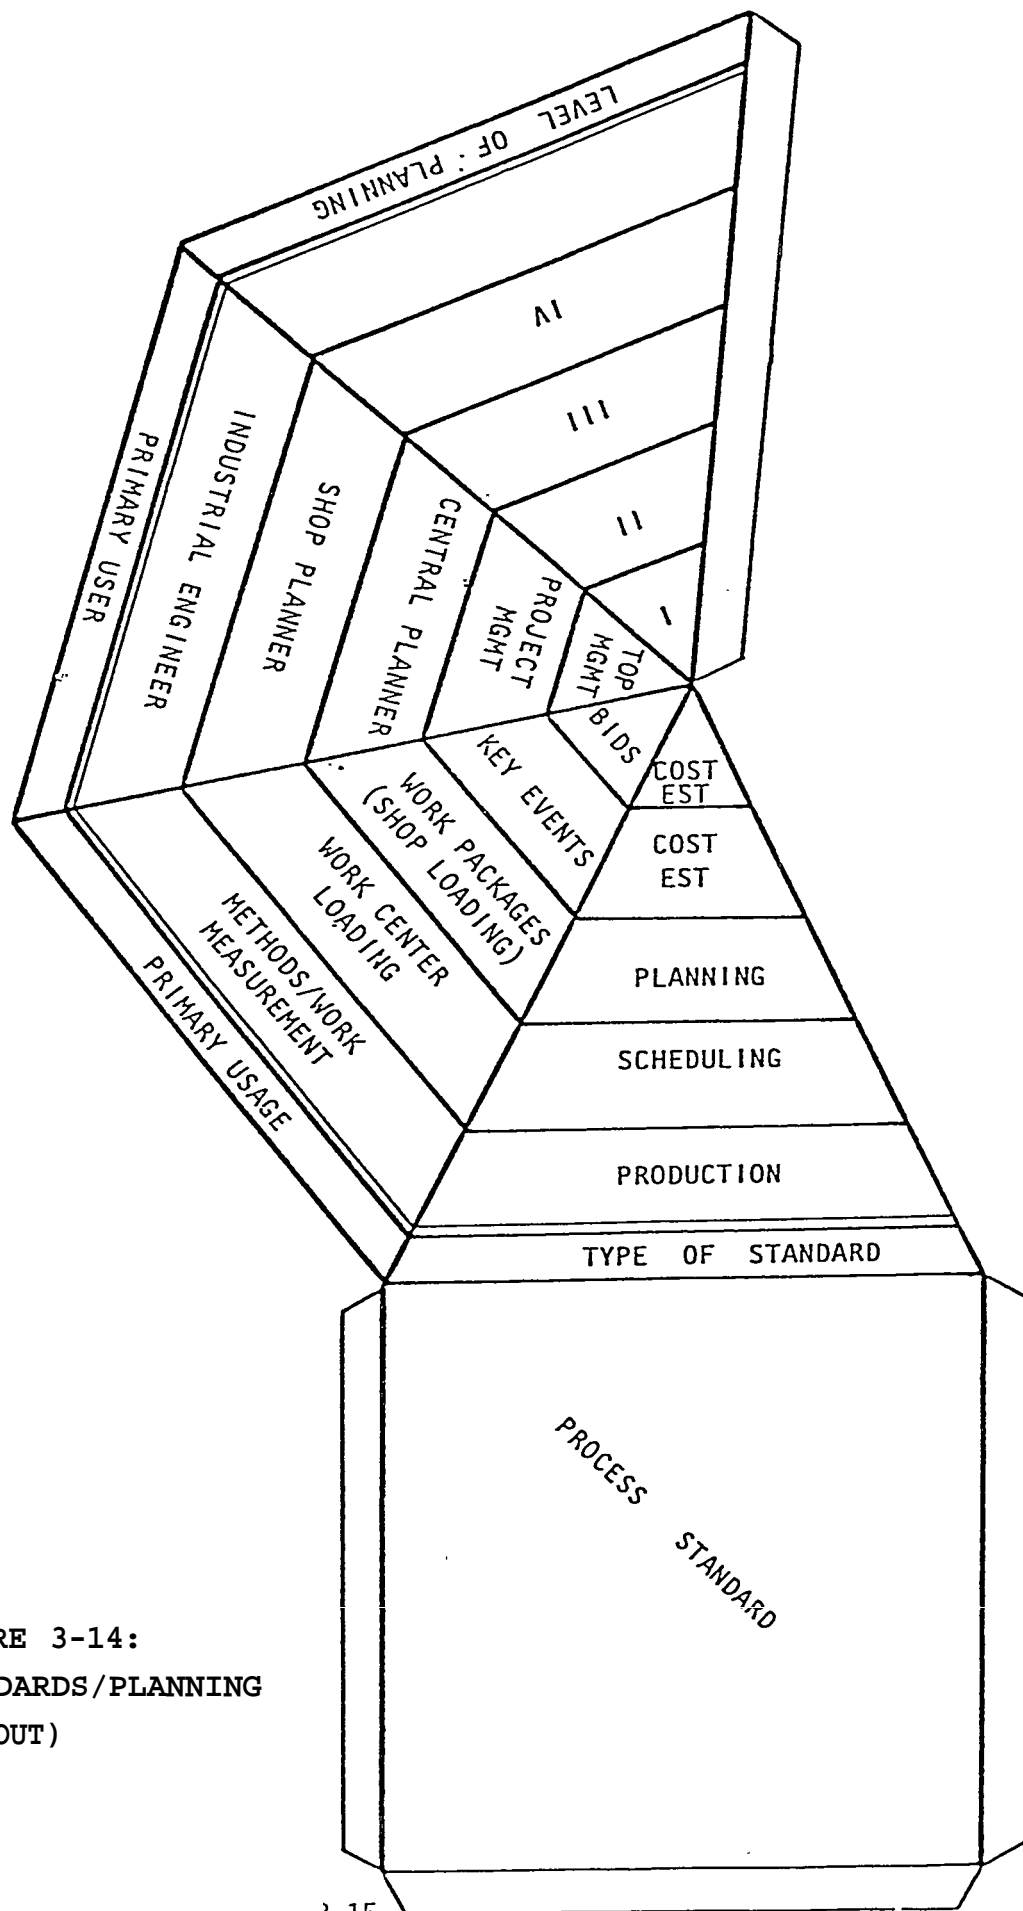 LEVEL OF : PLANNING
IV
III
II
I
PRIMARY USER
INDUSTRIAL ENGINEER
SHOP PLANNER
CENTRAL PLANNER
PROJECT
MGMT
TOP
MGMT
BIDS
KEY EVENTS
WORK PACKAGES
(SHOP LOADING)
WORK CENTER
LOADING
METHODS/WORK
MEASUREMENT
PRIMARY USAGE
COST
EST
COST
EST
PLANNING
SCHEDULING
PRODUCTION
TYPE OF STANDARD
PROCESS STANDARD
RE 3-14:
DARDS/PLANNING
OUT)